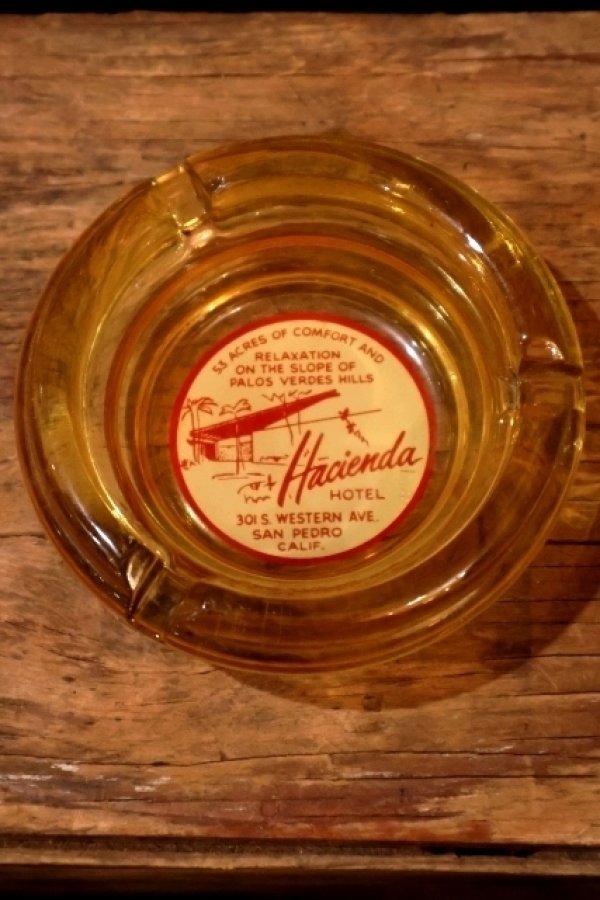 53 ACRES OF COMFORT AND
RELAXATION
ON THE SLOPE OF
PALOS VERDES HILLS
Hacienda
HOTEL
301 S. WESTERN AVE.
SAN PEDRO
CALIF.